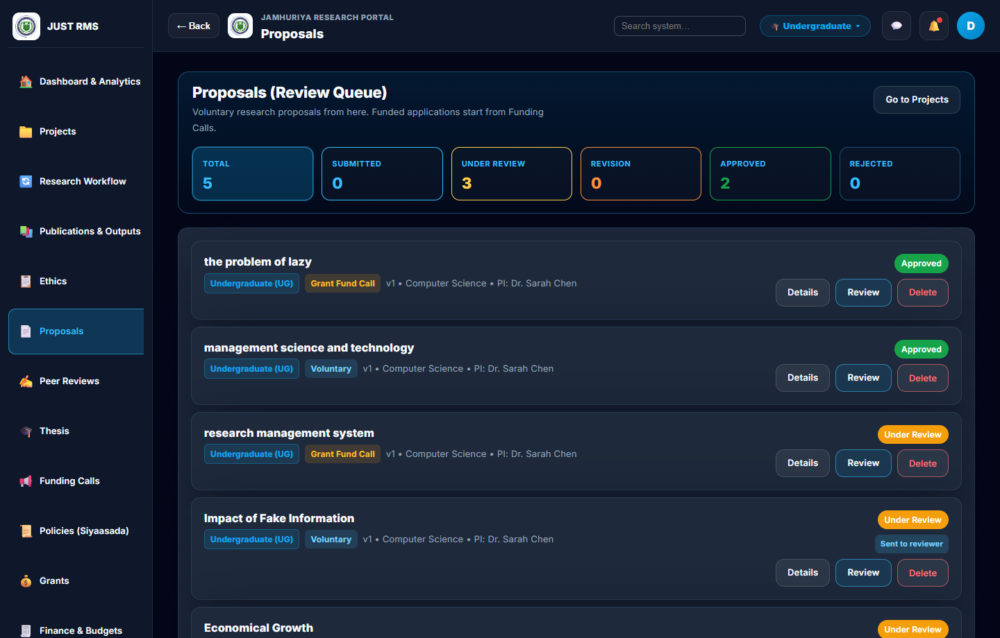 JUST RMS
Dashboard & Analytics
Projects
Research Workflow
Publications & Outputs
Ethics
Proposals
Peer Reviews
Thesis
Funding Calls
Policies (Siyaasada)
Grants
Finance & Budgets
← Back
JAMHURIYA RESEARCH PORTAL
Proposals
Search system...
Undergraduate
D
Proposals (Review Queue)
Voluntary research proposals from here. Funded applications start from Funding
Calls.
Go to Projects
TOTAL
5
SUBMITTED
0
UNDER REVIEW
3
REVISION
0
APPROVED
2
REJECTED
0
the problem of lazy
Undergraduate (UG) Grant Fund Call v1 • Computer Science • PI: Dr. Sarah Chen
Approved
Details Review Delete
management science and technology
Undergraduate (UG) Voluntary v1 • Computer Science • PI: Dr. Sarah Chen
Approved
Details Review Delete
research management system
Undergraduate (UG) Grant Fund Call v1 • Computer Science • PI: Dr. Sarah Chen
Under Review
Details Review Delete
Impact of Fake Information
Undergraduate (UG) Voluntary v1 • Computer Science • PI: Dr. Sarah Chen
Under Review
Sent to reviewer
Details Review Delete
Economical Growth
Under Review